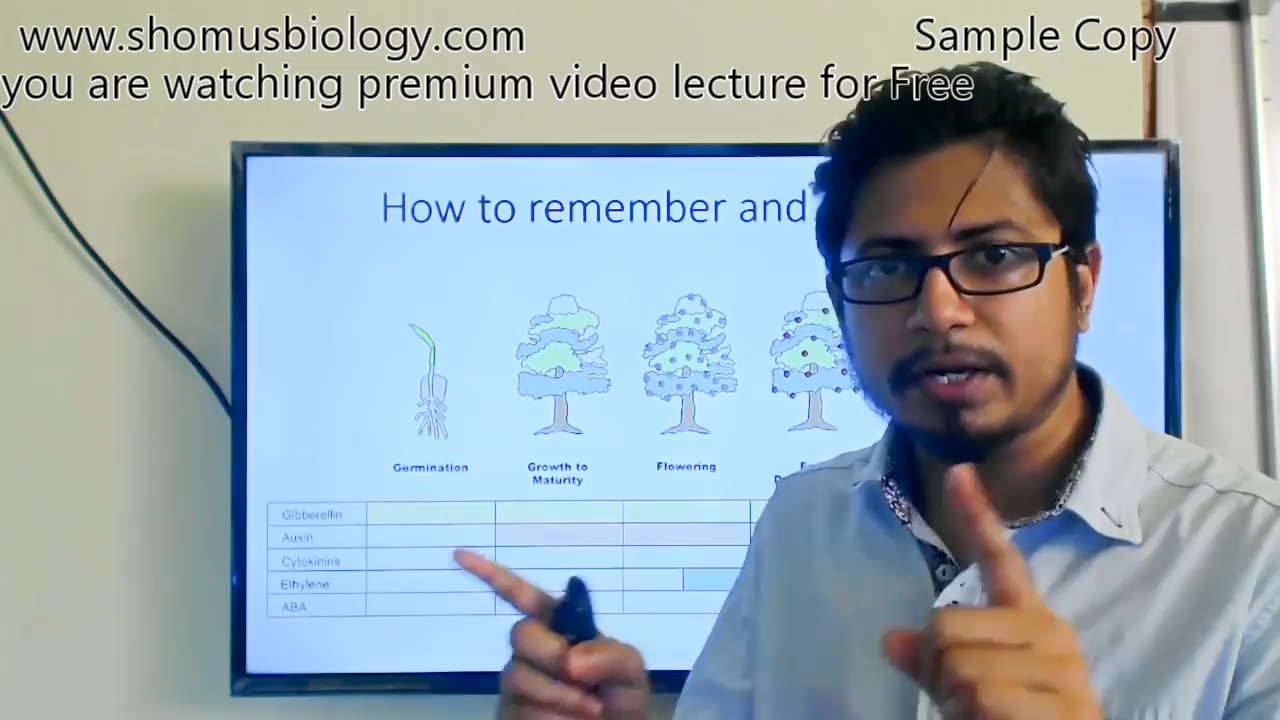 www.shomusbiology.com
Sample Copy
you are watching premium video lecture for Free
How to remember and
Germination
Growth to
Maturity
Flowering
Gibberellin
Auxin
Cytokinins
Ethylene
ABA